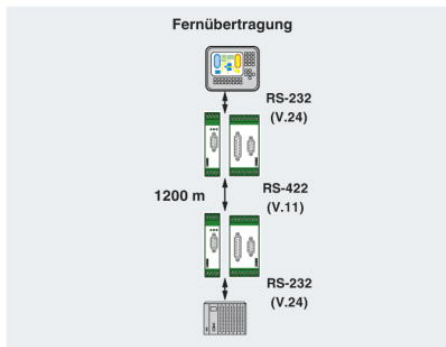 Fernübertragung
RS-232
(V.24)
1200 m
RS-422
(V.11)
RS-232
(V.24)